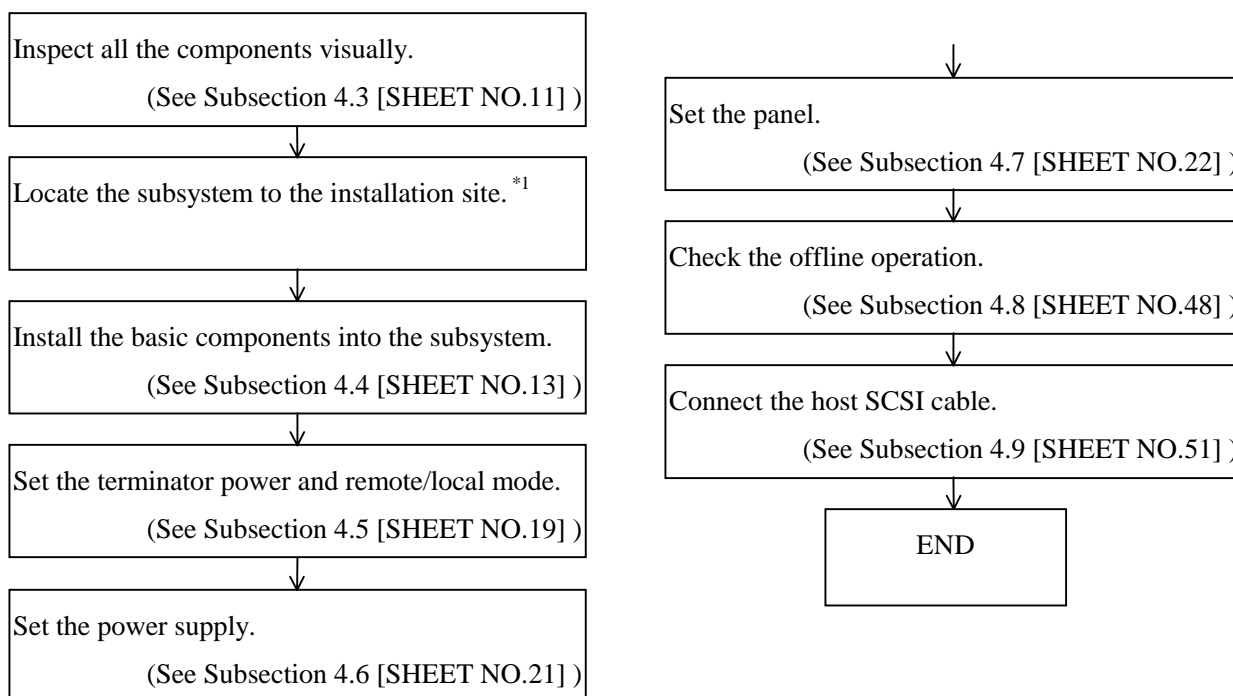 Inspect all the components visually.
(See Subsection 4.3 [SHEET NO.11] )
Locate the subsystem to the installation site. *1
Install the basic components into the subsystem.
(See Subsection 4.4 [SHEET NO.13] )
Set the terminator power and remote/local mode.
(See Subsection 4.5 [SHEET NO.19] )
Set the power supply.
(See Subsection 4.6 [SHEET NO.21] )
Set the panel.
(See Subsection 4.7 [SHEET NO.22] )
Check the offline operation.
(See Subsection 4.8 [SHEET NO.48] )
Connect the host SCSI cable.
(See Subsection 4.9 [SHEET NO.51] )
END